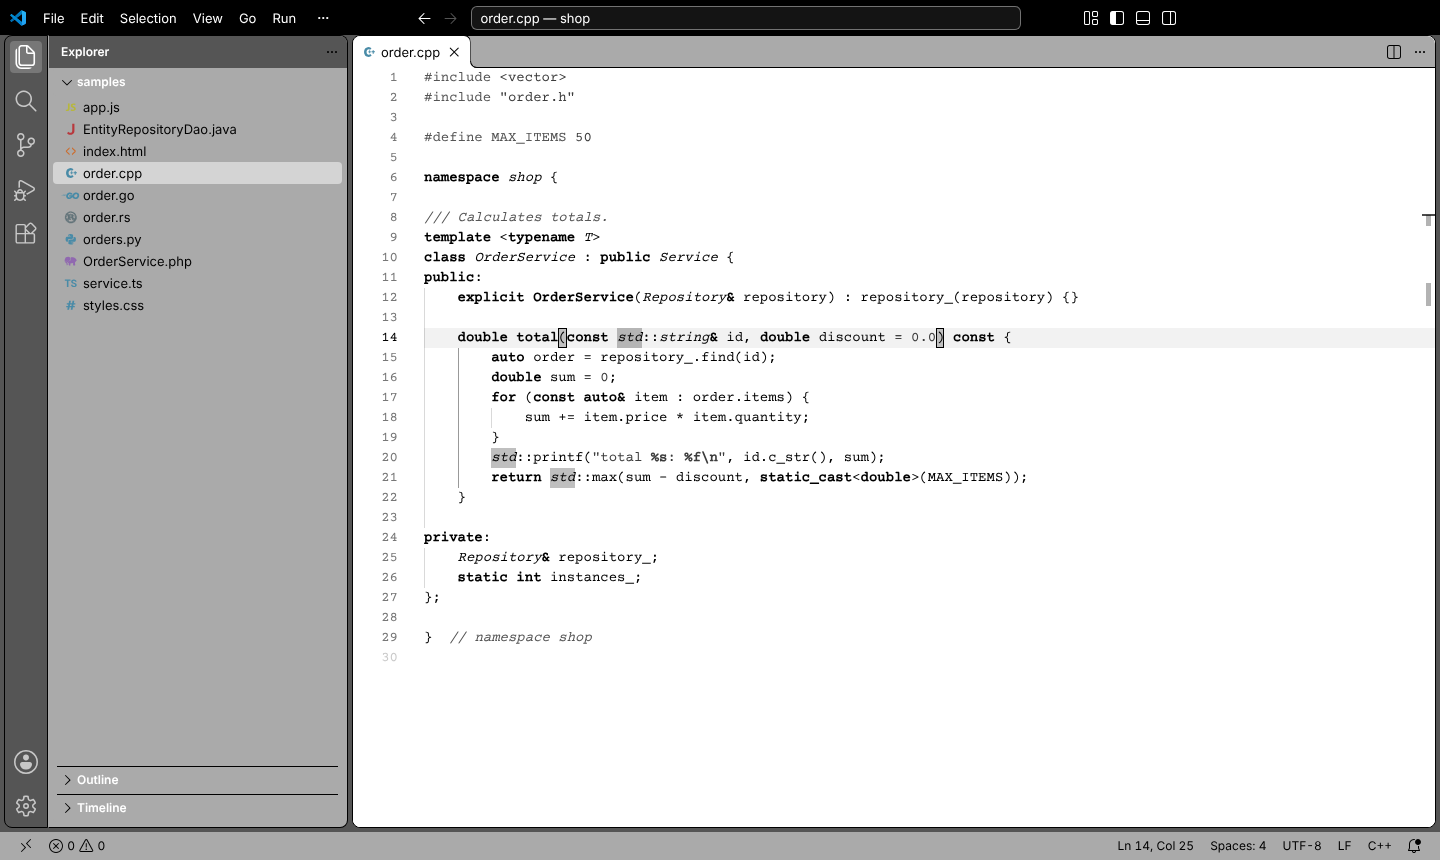 File Edit Selection View Go Run ···
order.cpp — shop
Explorer
samples
app.js
EntityRepositoryDao.java
index.html
order.cpp
order.go
order.rs
orders.py
OrderService.php
TS service.ts
# styles.css
Outline
Timeline
order.cpp
1 #include <vector>
2 #include "order.h"
3
4 #define MAX_ITEMS 50
5
6 namespace shop {
7
8 /// Calculates totals.
9 template <typename T>
10 class OrderService : public Service {
11 public:
12     explicit OrderService(Repository& repository) : repository_(repository) {}
13
14     double total(const std::string& id, double discount = 0.0) const {
15         auto order = repository_.find(id);
16         double sum = 0;
17         for (const auto& item : order.items) {
18             sum += item.price * item.quantity;
19         }
20         std::printf("total %s: %f\n", id.c_str(), sum);
21         return std::max(sum - discount, static_cast<double>(MAX_ITEMS));
22     }
23
24 private:
25     Repository& repository_;
26     static int instances_;
27 };
28
29 }  // namespace shop
30
0 0
Ln 14, Col 25 Spaces: 4 UTF-8 LF C++